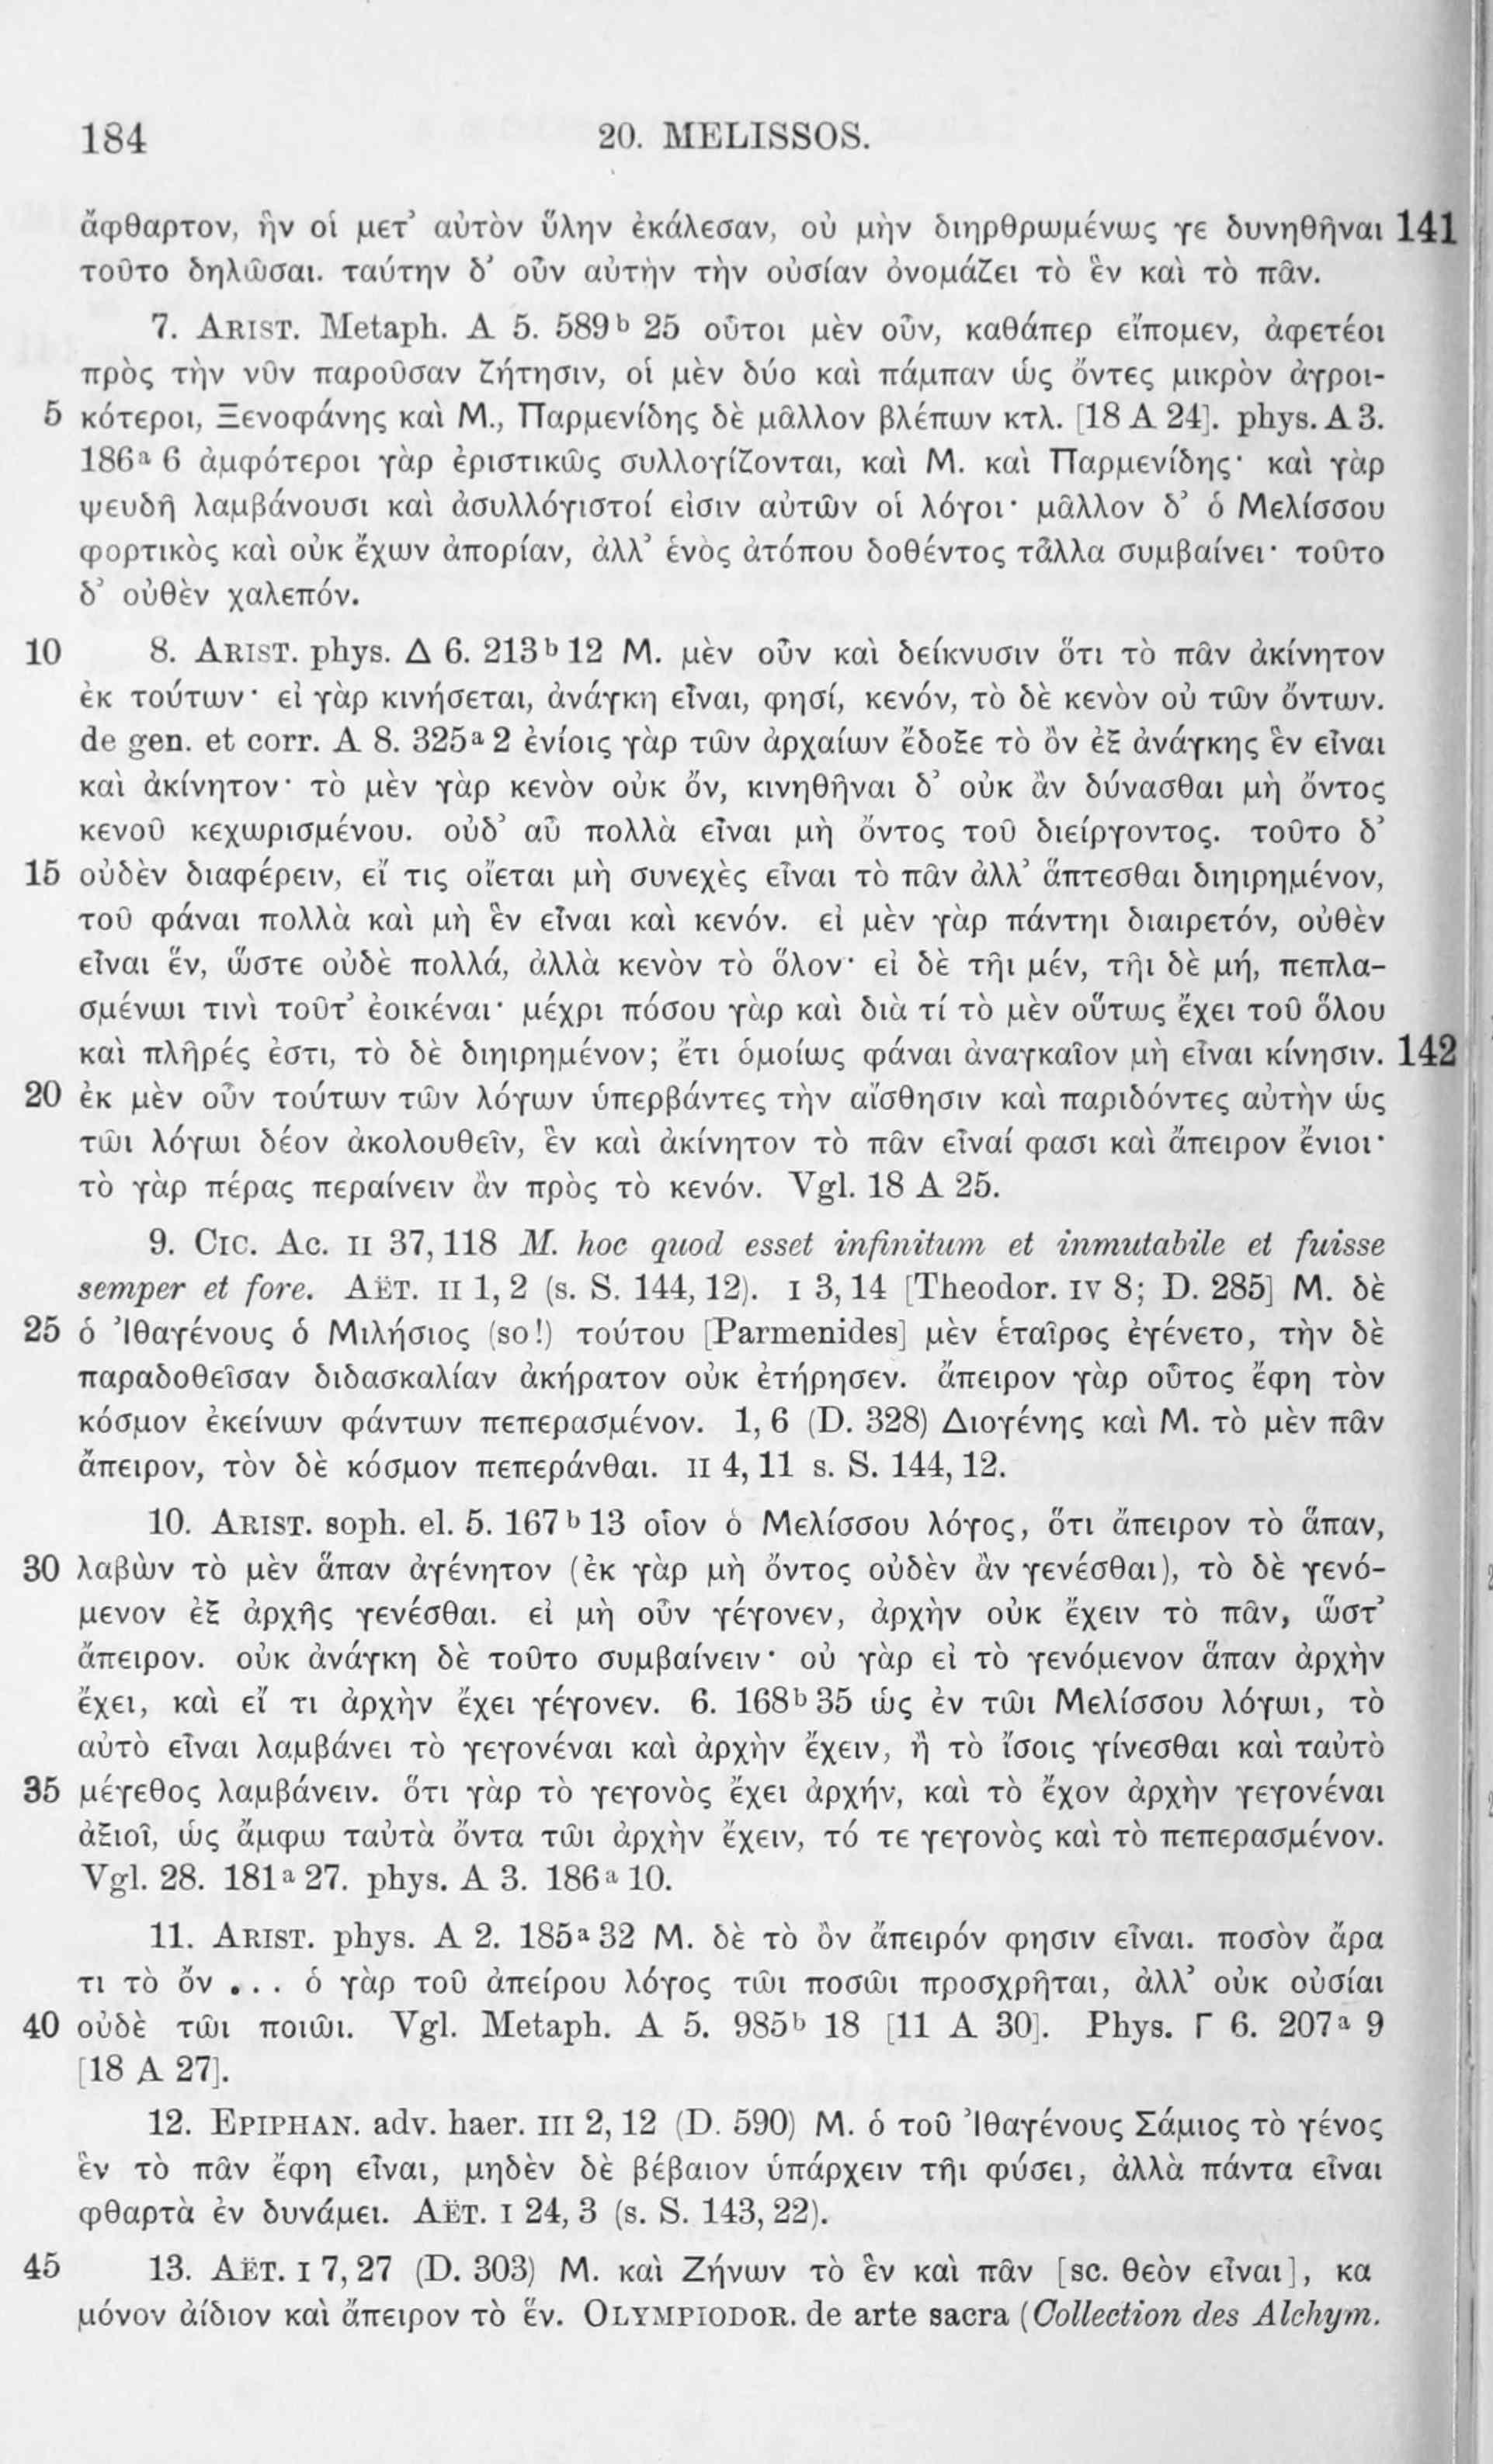 184 20. MELISSOS.
ἄφθαρτον, ἣν οἱ μετ’ αὐτὸν ὕλην ἐκάλεσαν, οὐ μὴν διηρθρωμένως γε δυνηθῆναι 141
τοῦτο δηλῶσαι. ταύτην δ’ οὖν αὐτὴν τὴν οὐσίαν ὀνομάζει τὸ ἓν καὶ τὸ πᾶν.
7. ARIST. Metaph. A 5. 589ᵇ 25 οὗτοι μὲν οὖν, καθάπερ εἴπομεν, ἀφετέοι
πρὸς τὴν νῦν παροῦσαν ζήτησιν, οἱ μὲν δύο καὶ πάμπαν ὡς ὄντες μικρὸν ἀγροι-
5 κότεροι, Ξενοφάνης καὶ Μ., Παρμενίδης δὲ μᾶλλον βλέπων κτλ. [18 A 24]. phys. A 3.
186ᵃ 6 ἀμφότεροι γὰρ ἐριστικῶς συλλογίζονται, καὶ Μ. καὶ Παρμενίδης· καὶ γὰρ
ψευδῆ λαμβάνουσι καὶ ἀσυλλόγιστοί εἰσιν αὐτῶν οἱ λόγοι· μᾶλλον δ’ ὁ Μελίσσου
φορτικὸς καὶ οὐκ ἔχων ἀπορίαν, ἀλλ’ ἑνὸς ἀτόπου δοθέντος τἆλλα συμβαίνει· τοῦτο
δ’ οὐθὲν χαλεπόν.
10 8. ARIST. phys. Δ 6. 213ᵇ 12 Μ. μὲν οὖν καὶ δείκνυσιν ὅτι τὸ πᾶν ἀκίνητον
ἐκ τούτων· εἰ γὰρ κινήσεται, ἀνάγκη εἶναι, φησί, κενόν, τὸ δὲ κενὸν οὐ τῶν ὄντων.
de gen. et corr. A 8. 325ᵃ 2 ἐνίοις γὰρ τῶν ἀρχαίων ἔδοξε τὸ ὂν ἐξ ἀνάγκης ἓν εἶναι
καὶ ἀκίνητον· τὸ μὲν γὰρ κενὸν οὐκ ὄν, κινηθῆναι δ’ οὐκ ἂν δύνασθαι μὴ ὄντος
κενοῦ κεχωρισμένου. οὐδ’ αὖ πολλὰ εἶναι μὴ ὄντος τοῦ διείργοντος. τοῦτο δ’
15 οὐδὲν διαφέρειν, εἴ τις οἴεται μὴ συνεχὲς εἶναι τὸ πᾶν ἀλλ’ ἅπτεσθαι διηιρημένον,
τοῦ φάναι πολλὰ καὶ μὴ ἓν εἶναι καὶ κενόν. εἰ μὲν γὰρ πάντηι διαιρετόν, οὐθὲν
εἶναι ἕν, ὥστε οὐδὲ πολλά, ἀλλὰ κενὸν τὸ ὅλον· εἰ δὲ τῆι μέν, τῆι δὲ μή, πεπλα-
σμένωι τινὶ τοῦτ’ ἐοικέναι· μέχρι πόσου γὰρ καὶ διὰ τί τὸ μὲν οὕτως ἔχει τοῦ ὅλου
καὶ πλῆρές ἐστι, τὸ δὲ διηιρημένον; ἔτι ὁμοίως φάναι ἀναγκαῖον μὴ εἶναι κίνησιν. 142
20 ἐκ μὲν οὖν τούτων τῶν λόγων ὑπερβάντες τὴν αἴσθησιν καὶ παριδόντες αὐτὴν ὡς
τῶι λόγωι δέον ἀκολουθεῖν, ἓν καὶ ἀκίνητον τὸ πᾶν εἶναί φασι καὶ ἄπειρον ἔνιοι·
τὸ γὰρ πέρας περαίνειν ἂν πρὸς τὸ κενόν. Vgl. 18 A 25.
9. CIC. Ac. II 37, 118 M. hoc quod esset infinitum et inmutabile et fuisse
semper et fore. AËT. II 1, 2 (s. S. 144, 12). I 3, 14 [Theodor. IV 8; D. 285] Μ. δὲ
25 ὁ Ἰθαγένους ὁ Μιλήσιος (so!) τούτου [Parmenides] μὲν ἑταῖρος ἐγένετο, τὴν δὲ
παραδοθεῖσαν διδασκαλίαν ἀκήρατον οὐκ ἐτήρησεν. ἄπειρον γὰρ οὗτος ἔφη τὸν
κόσμον ἐκείνων φάντων πεπερασμένον. 1, 6 (D. 328) Διογένης καὶ Μ. τὸ μὲν πᾶν
ἄπειρον, τὸν δὲ κόσμον πεπεράνθαι. II 4, 11 s. S. 144, 12.
10. ARIST. soph. el. 5. 167ᵇ 13 οἷον ὁ Μελίσσου λόγος, ὅτι ἄπειρον τὸ ἅπαν,
30 λαβὼν τὸ μὲν ἅπαν ἀγένητον (ἐκ γὰρ μὴ ὄντος οὐδὲν ἂν γενέσθαι), τὸ δὲ γενό-
μενον ἐξ ἀρχῆς γενέσθαι. εἰ μὴ οὖν γέγονεν, ἀρχὴν οὐκ ἔχειν τὸ πᾶν, ὥστ’
ἄπειρον. οὐκ ἀνάγκη δὲ τοῦτο συμβαίνειν· οὐ γὰρ εἰ τὸ γενόμενον ἅπαν ἀρχὴν
ἔχει, καὶ εἴ τι ἀρχὴν ἔχει γέγονεν. 6. 168ᵇ 35 ὡς ἐν τῶι Μελίσσου λόγωι, τὸ
αὐτὸ εἶναι λαμβάνει τὸ γεγονέναι καὶ ἀρχὴν ἔχειν, ἢ τὸ ἴσοις γίνεσθαι καὶ ταὐτὸ
35 μέγεθος λαμβάνειν. ὅτι γὰρ τὸ γεγονὸς ἔχει ἀρχήν, καὶ τὸ ἔχον ἀρχὴν γεγονέναι
ἀξιοῖ, ὡς ἄμφω ταὐτὰ ὄντα τῶι ἀρχὴν ἔχειν, τό τε γεγονὸς καὶ τὸ πεπερασμένον.
Vgl. 28. 181ᵃ 27. phys. A 3. 186ᵃ 10.
11. ARIST. phys. A 2. 185ᵃ 32 Μ. δὲ τὸ ὂν ἄπειρόν φησιν εἶναι. ποσὸν ἄρα
τι τὸ ὄν ... ὁ γὰρ τοῦ ἀπείρου λόγος τῶι ποσῶι προσχρῆται, ἀλλ’ οὐκ οὐσίαι
40 οὐδὲ τῶι ποιῶι. Vgl. Metaph. A 5. 985ᵇ 18 [11 A 30]. Phys. Γ 6. 207ᵃ 9
[18 A 27].
12. EPIPHAN. adv. haer. III 2, 12 (D. 590) Μ. ὁ τοῦ Ἰθαγένους Σάμιος τὸ γένος
ἓν τὸ πᾶν ἔφη εἶναι, μηδὲν δὲ βέβαιον ὑπάρχειν τῆι φύσει, ἀλλὰ πάντα εἶναι
φθαρτὰ ἐν δυνάμει. AËT. I 24, 3 (s. S. 143, 22).
45 13. AËT. I 7, 27 (D. 303) Μ. καὶ Ζήνων τὸ ἓν καὶ πᾶν [sc. θεὸν εἶναι], κα
μόνον ἀίδιον καὶ ἄπειρον τὸ ἕν. OLYMPIODOR. de arte sacra (Collection des Alchym.